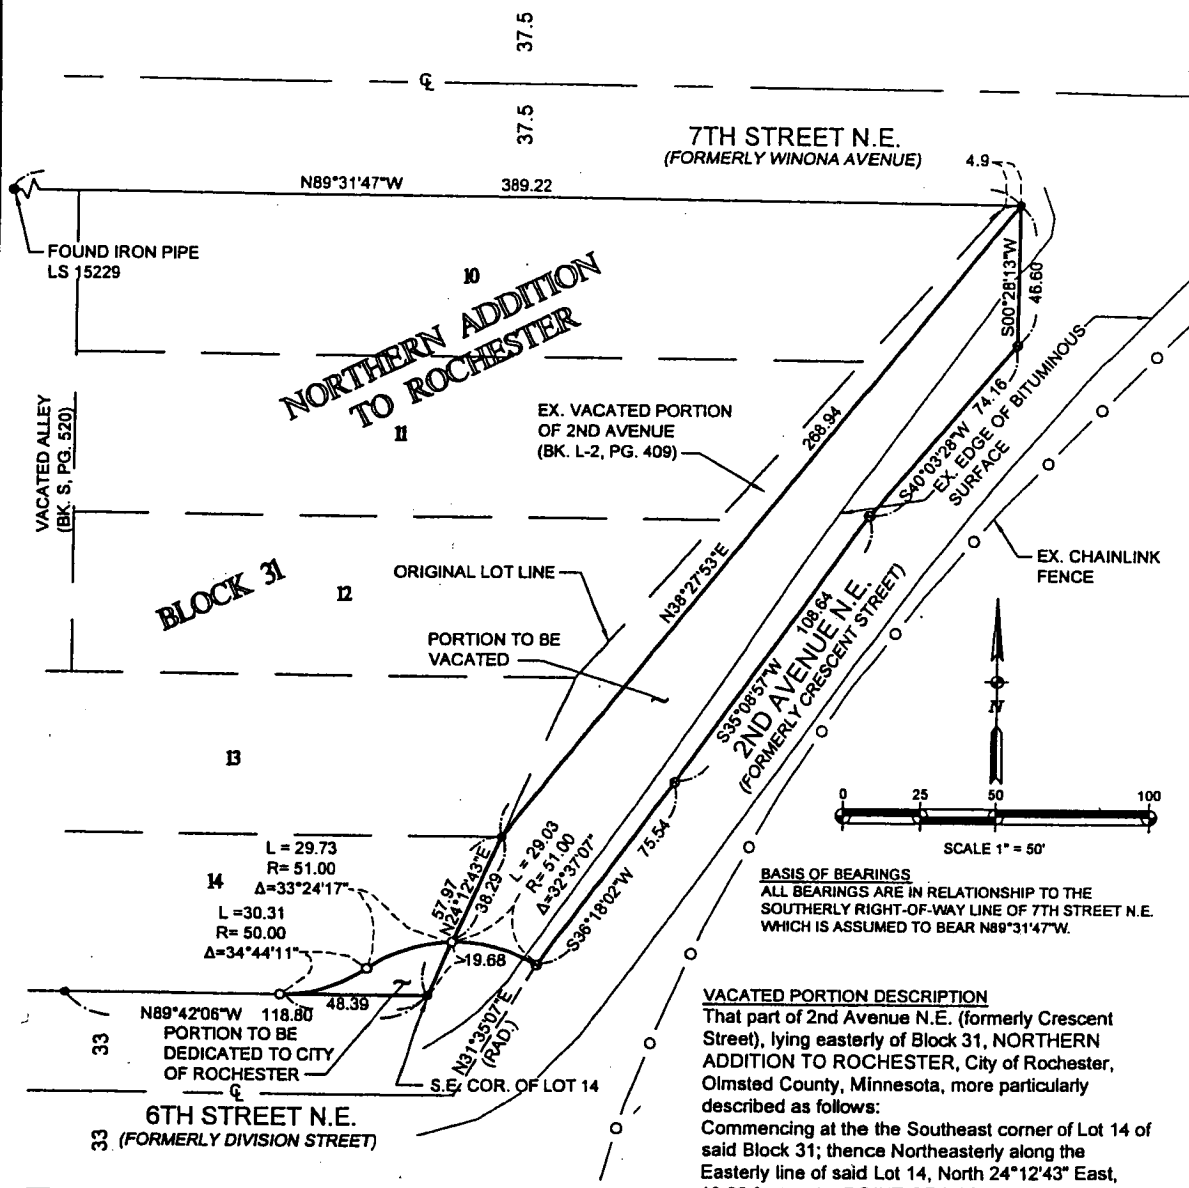 37.5
℄
37.5
7TH STREET N.E.
(FORMERLY WINONA AVENUE)
4.9
N89°31'47"W 389.22
FOUND IRON PIPE
LS 15229
S00°28'13"W
46.60
10
NORTHERN ADDITION
TO ROCHESTER
11
VACATED ALLEY
(BK. S, PG. 520)
EX. VACATED PORTION
OF 2ND AVENUE
(BK. L-2, PG. 409)
268.94
N38°27'53"E
S40°03'28"W 74.16
EX. EDGE OF BITUMINOUS
SURFACE
EX. CHAINLINK
FENCE
ORIGINAL LOT LINE
BLOCK 31
12
PORTION TO BE
VACATED
S35°08'57"W 108.64
2ND AVENUE N.E.
(FORMERLY CRESCENT STREET)
N
13
0 25 50 100
SCALE 1" = 50'
L = 29.73
R= 51.00
Δ=33°24'17"
14
L =30.31
R= 50.00
Δ=34°44'11"
57.97
N24°12'43"E
38.29
L = 29.03
R= 51.00
Δ=32°37'07"
S36°18'02"W 75.54
19.68
N31°35'07"E
(RAD.)
BASIS OF BEARINGS
ALL BEARINGS ARE IN RELATIONSHIP TO THE
SOUTHERLY RIGHT-OF-WAY LINE OF 7TH STREET N.E.
WHICH IS ASSUMED TO BEAR N89°31'47"W.
N89°42'06"W 118.80
48.39
PORTION TO BE
DEDICATED TO CITY
OF ROCHESTER
S.E. COR. OF LOT 14
33
℄
6TH STREET N.E.
(FORMERLY DIVISION STREET)
33
VACATED PORTION DESCRIPTION
That part of 2nd Avenue N.E. (formerly Crescent
Street), lying easterly of Block 31, NORTHERN
ADDITION TO ROCHESTER, City of Rochester,
Olmsted County, Minnesota, more particularly
described as follows:
Commencing at the the Southeast corner of Lot 14 of
said Block 31; thence Northeasterly along the
Easterly line of said Lot 14, North 24°12'43" East,